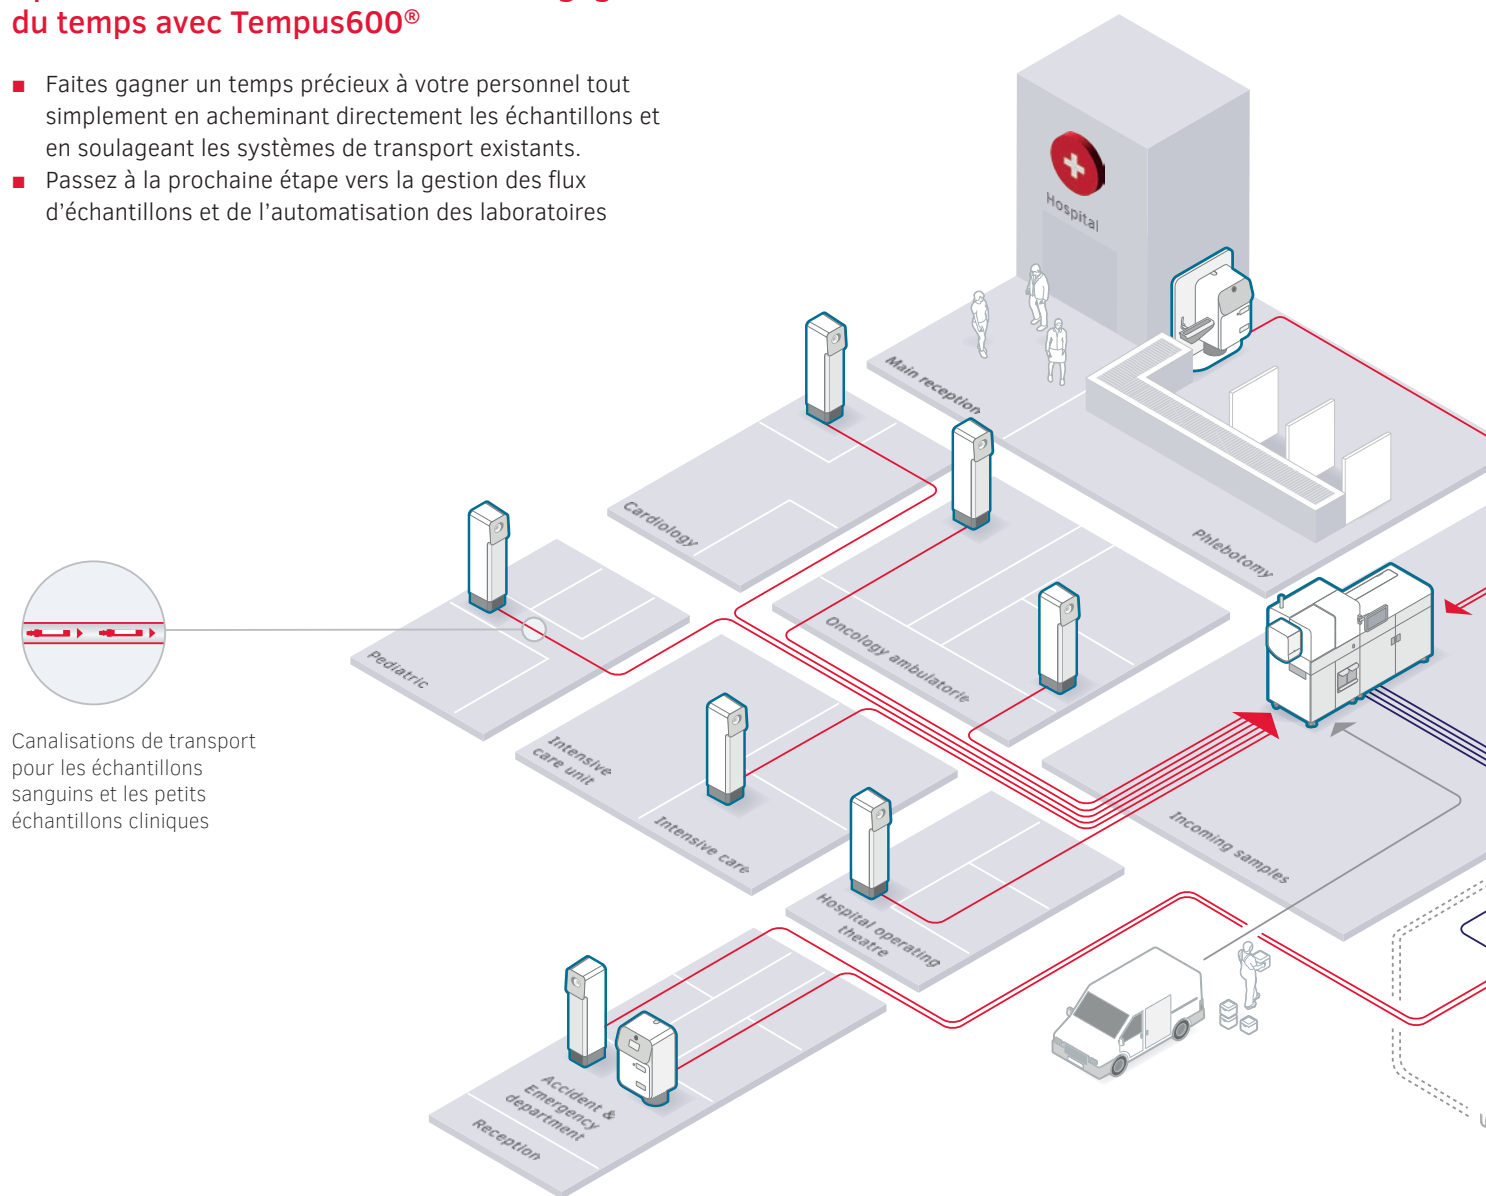 du temps avec Tempus600®
■ Faites gagner un temps précieux à votre personnel tout
simplement en acheminant directement les échantillons et
en soulageant les systèmes de transport existants.
■ Passez à la prochaine étape vers la gestion des flux
d’échantillons et de l’automatisation des laboratoires
Hospital
Main reception
Cardiology
Phlebotomy
Pediatric
Oncology ambulatorie
Canalisations de transport
pour les échantillons
sanguins et les petits
échantillons cliniques
Intensive
care unit
Intensive care
Incoming samples
Hospital operating
theatre
Accident &
Emergency
department
Reception